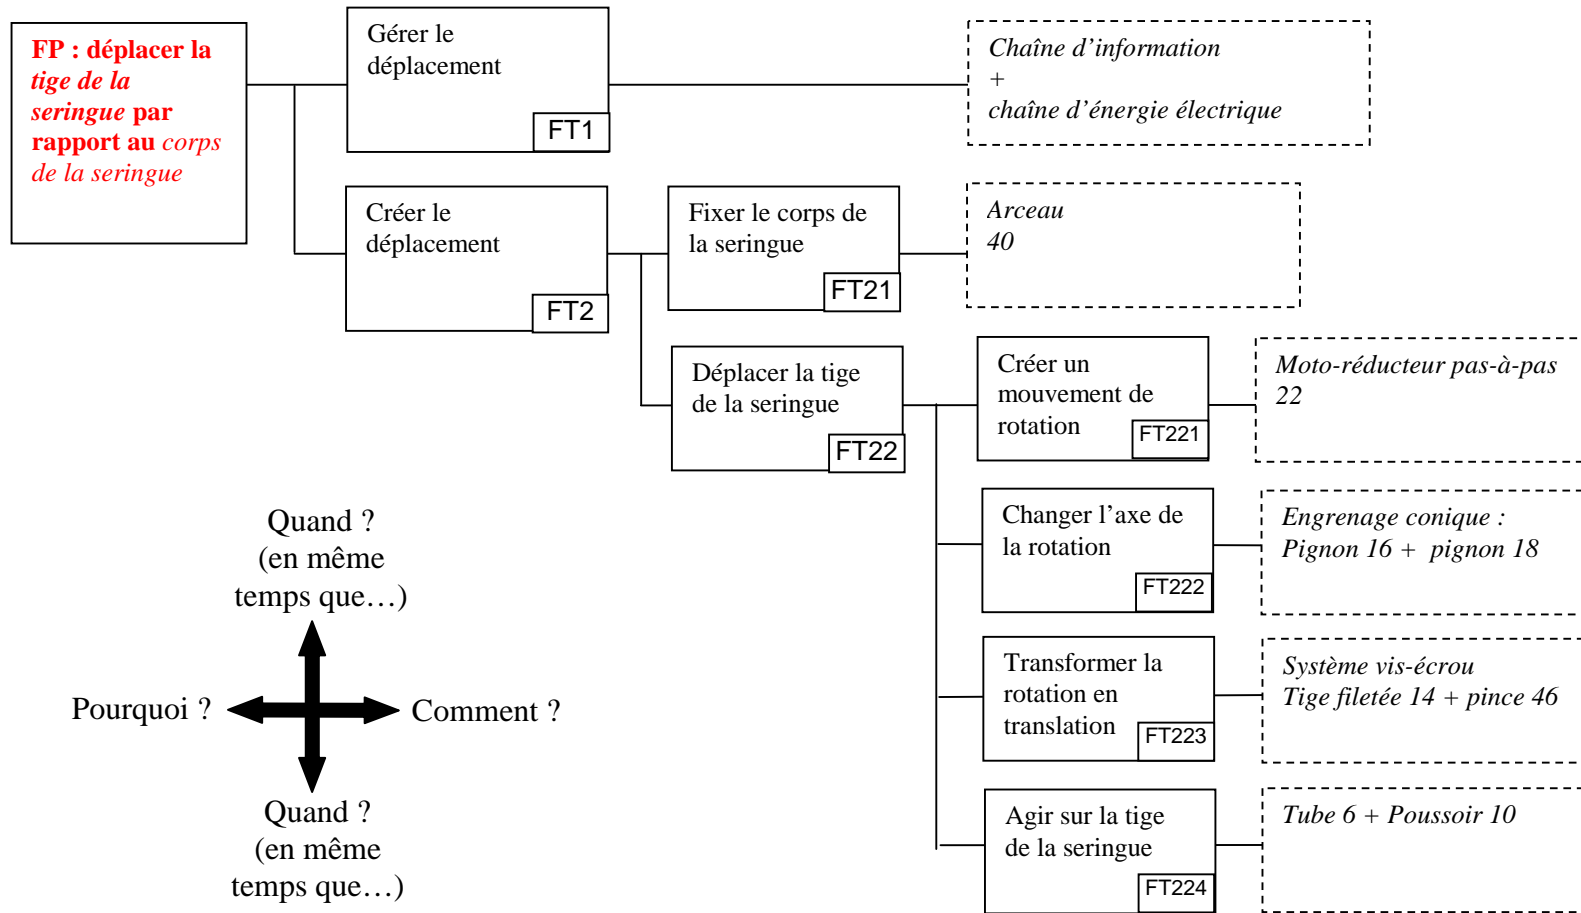 FP : déplacer la
tige de la
seringue par
rapport au corps
de la seringue
Gérer le
déplacement
FT1
Chaîne d’information
+
chaîne d’énergie électrique
Créer le
déplacement
FT2
Fixer le corps de
la seringue
FT21
Arceau
40
Déplacer la tige
de la seringue
FT22
Créer un
mouvement de
rotation
FT221
Moto-réducteur pas-à-pas
22
Changer l’axe de
la rotation
FT222
Engrenage conique :
Pignon 16 + pignon 18
Transformer la
rotation en
translation
FT223
Système vis-écrou
Tige filetée 14 + pince 46
Agir sur la tige
de la seringue
FT224
Tube 6 + Poussoir 10
Quand ?
(en même
temps que…)
Pourquoi ?
Comment ?
Quand ?
(en même
temps que…)